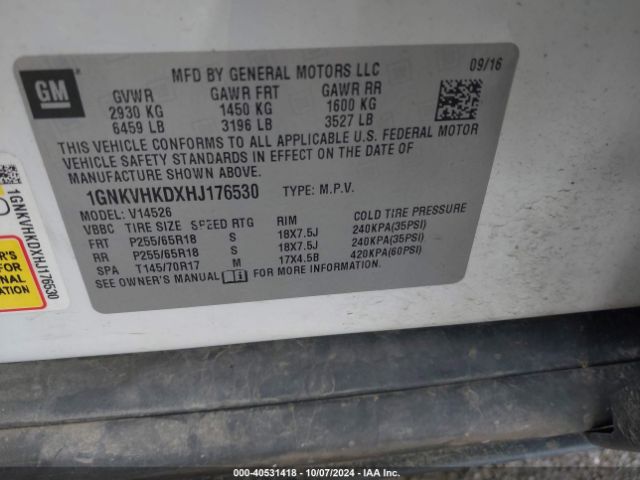 GM
MFD BY GENERAL MOTORS LLC
09/16
GVWR GAWR FRT GAWR RR
2930 KG 1450 KG 1600 KG
6459 LB 3196 LB 3527 LB
THIS VEHICLE CONFORMS TO ALL APPLICABLE U.S. FEDERAL MOTOR
VEHICLE SAFETY STANDARDS IN EFFECT ON THE DATE OF
MANUFACTURE SHOWN ABOVE.
1GNKVHKDXHJ176530 TYPE: M.P.V.
MODEL: V14526
VBBC TIRE SIZE SPEED RTG RIM COLD TIRE PRESSURE
FRT P255/65R18 S 18X7.5J 240KPA(35PSI)
RR P255/65R18 S 18X7.5J 240KPA(35PSI)
SPA T145/70R17 M 17X4.5B 420KPA(60PSI)
SEE OWNER'S MANUAL FOR ADDITIONAL INFORMATION.
1GNKVHKDXHJ176530
FOR
ONAL
ATION
000-40531418 - 10/07/2024 - IAA Inc.